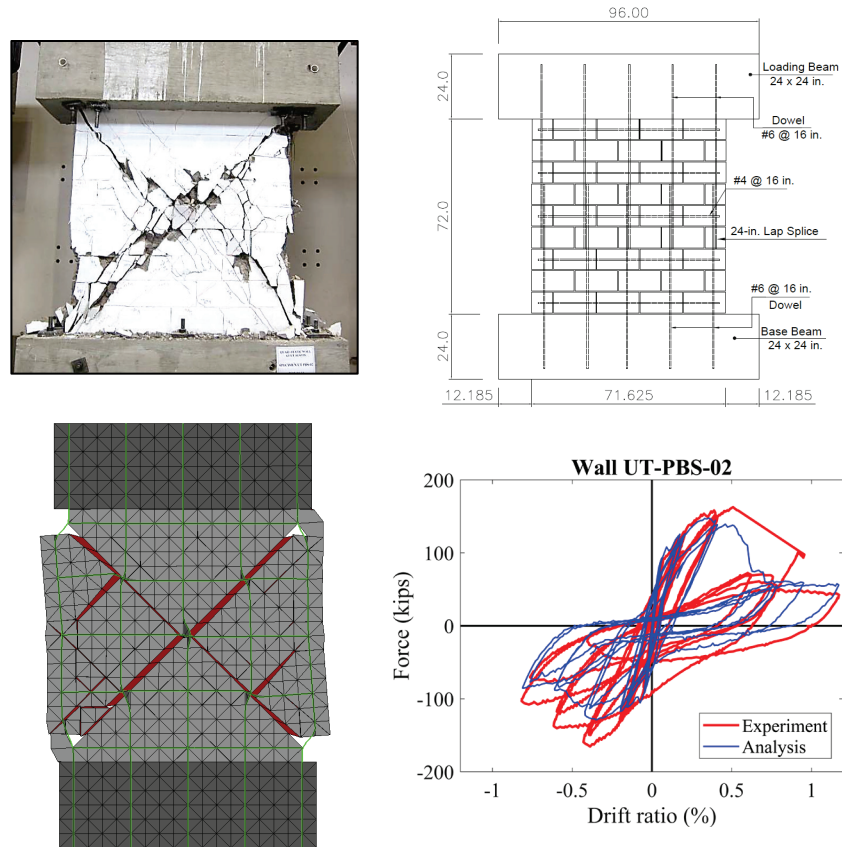 96.00
24.0
72.0
24.0
Loading Beam
24 x 24 in.
Dowel
#6 @ 16 in.
#4 @ 16 in.
24-in. Lap Splice
#6 @ 16 in.
Dowel
Base Beam
24 x 24 in.
12.185
71.625
12.185
Wall UT-PBS-02
200
100
0
-100
-200
Force (kips)
-1
-0.5
0
0.5
1
Drift ratio (%)
Experiment
Analysis